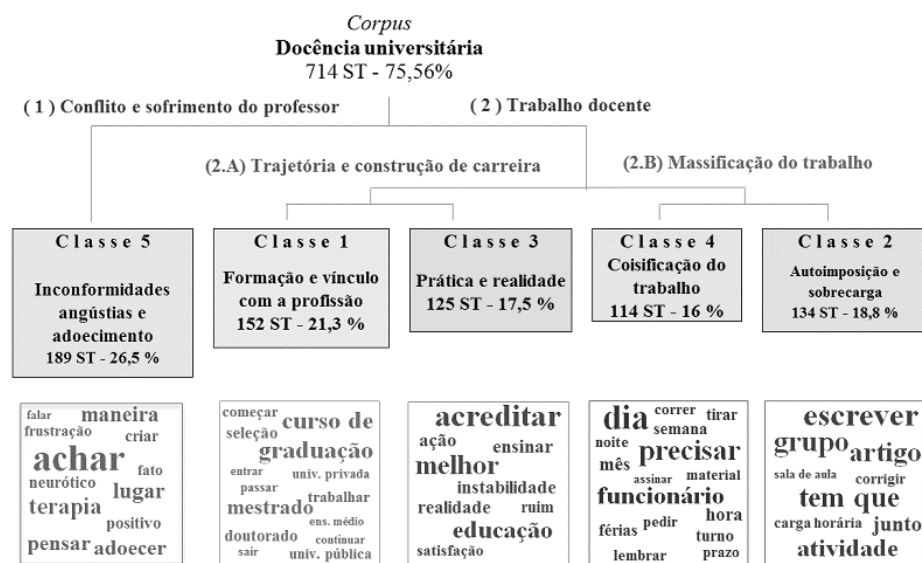 Corpus
Docência universitária
714 ST - 75,56%
( 1 ) Conflito e sofrimento do professor
( 2 ) Trabalho docente
(2.A) Trajetória e construção de carreira
(2.B) Massificação do trabalho
Classe 5
Inconformidades
angústias e
adoecimento
189 ST - 26,5 %
Classe 1
Formação e vínculo
com a profissão
152 ST - 21,3 %
Classe 3
Prática e realidade
125 ST - 17,5 %
Classe 4
Coisificação do
trabalho
114 ST - 16 %
Classe 2
Autoimposição e
sobrecarga
134 ST - 18,8 %
falar maneira
frustração criar
achar fato
neurótico lugar
terapia
positivo
pensar adoecer
começar curso de
seleção
graduação
entrar univ. privada
passar
mestrado trabalhar
ens. médio
doutorado continuar
sair univ. pública
acreditar
ação ensinar
melhor
instabilidade
realidade ruim
educação
satisfação
dia correr tirar
semana
noite precisar
mês
assinar material
funcionário
férias pedir hora
turno
lembrar prazo
escrever
grupo artigo
sala de aula corrigir
tem que
carga horária junto
atividade